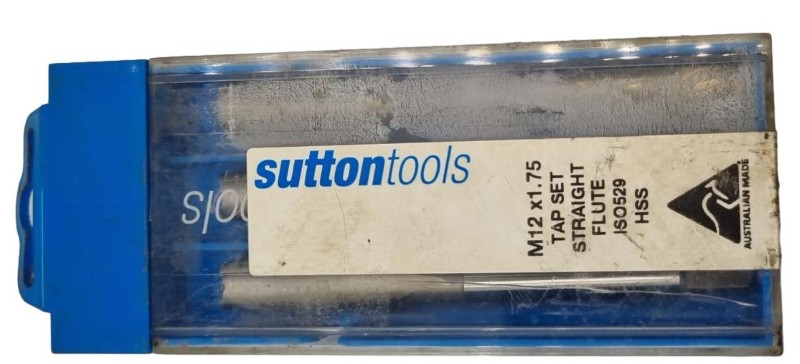 suttontools
M12 x1.75
TAP SET
STRAIGHT
FLUTE
ISO529
HSS
AUSTRALIAN MADE